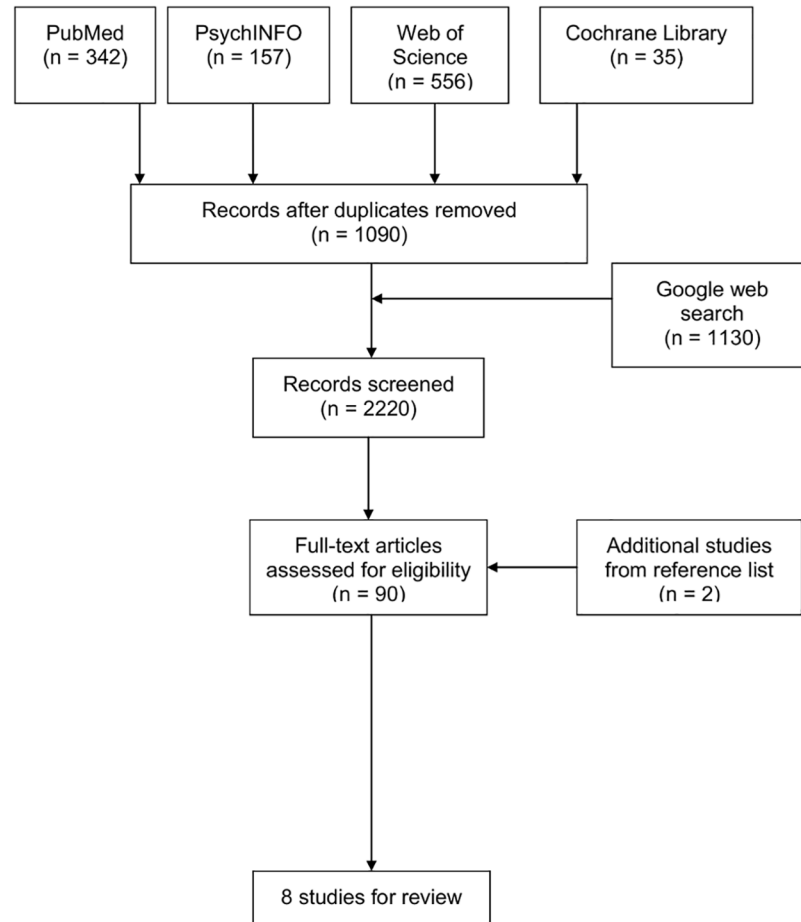 PubMed
(n = 342)
PsychINFO
(n = 157)
Web of
Science
(n = 556)
Cochrane Library
(n = 35)
Records after duplicates removed
(n = 1090)
Google web
search
(n = 1130)
Records screened
(n = 2220)
Full-text articles
assessed for eligibility
(n = 90)
Additional studies
from reference list
(n = 2)
8 studies for review